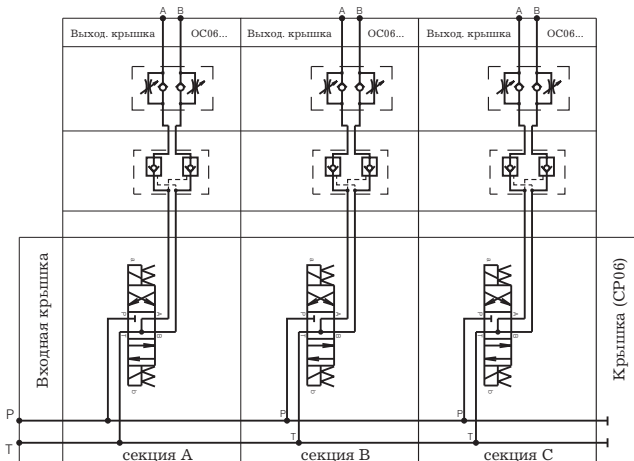 A B A B A B
Выход. крышка ОС06... Выход. крышка ОС06... Выход. крышка ОС06...
a a a
Входная крышка
Крышка (СР06)
P A P A P A
T B T B T B
b b b
P P P
T T T
секция А секция В секция С